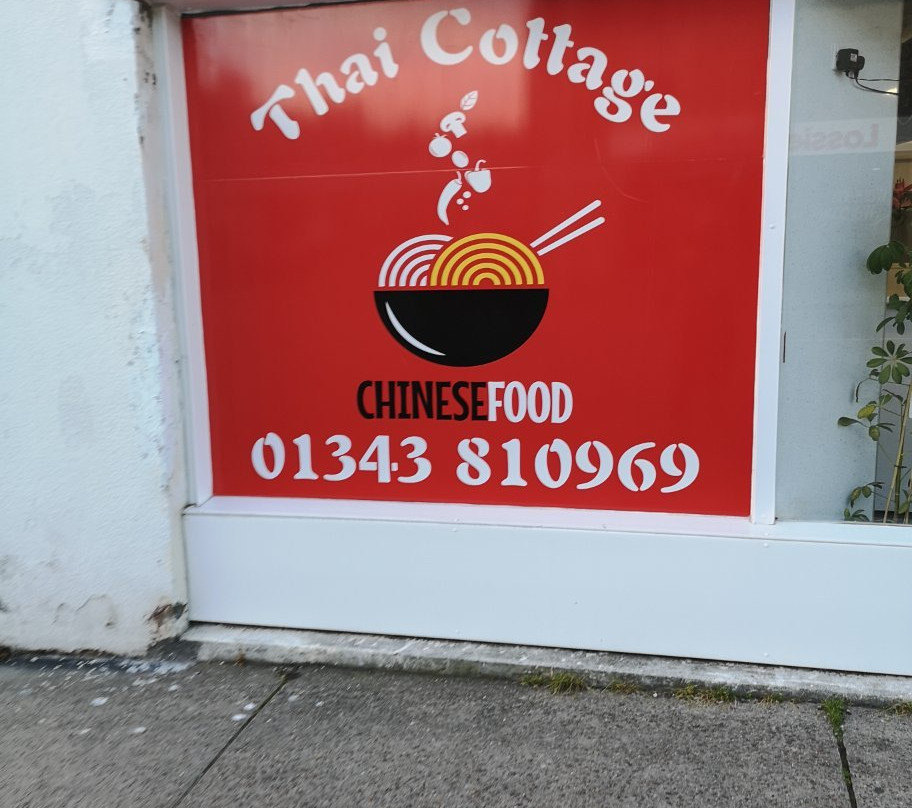 Thai Cottage
CHINESEFOOD
01343 810969